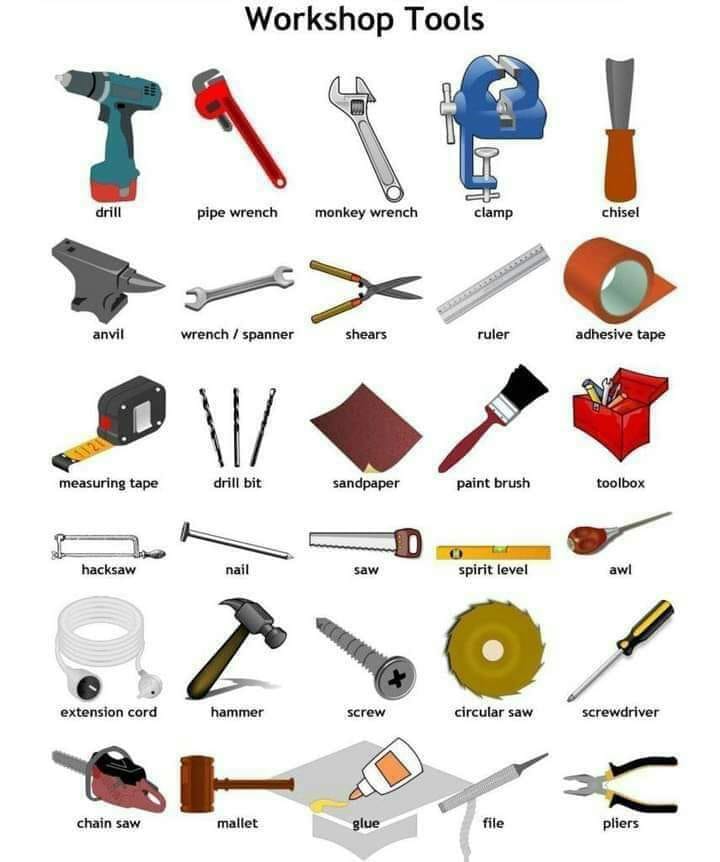 Workshop Tools
drill
pipe wrench
monkey wrench
clamp
chisel
anvil
wrench / spanner
shears
ruler
adhesive tape
measuring tape
drill bit
sandpaper
paint brush
toolbox
hacksaw
nail
saw
spirit level
awl
extension cord
hammer
screw
circular saw
screwdriver
chain saw
mallet
glue
file
pliers